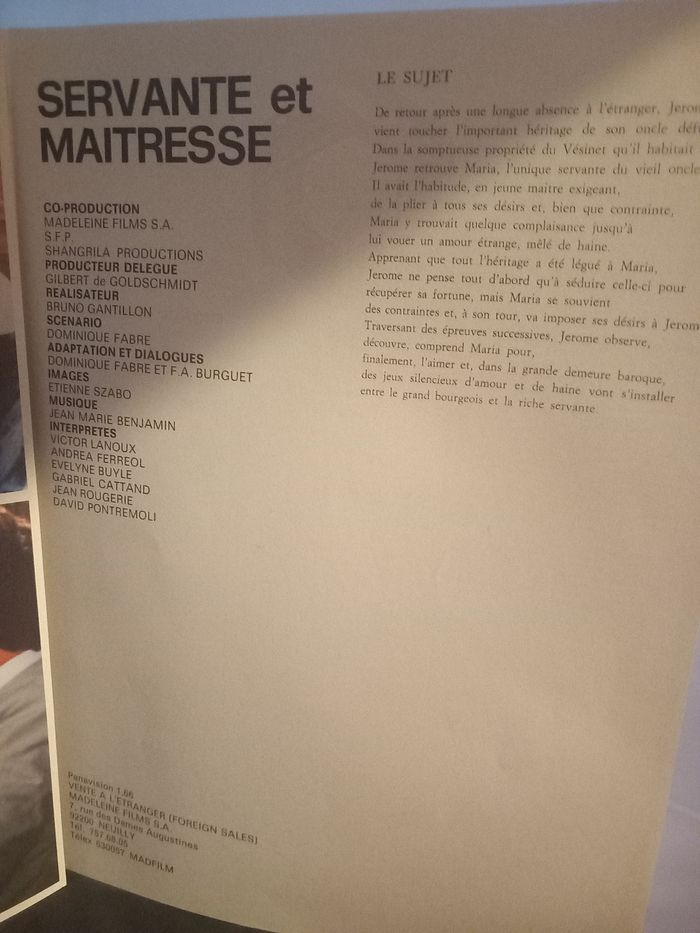 SERVANTE et
MAITRESSE
CO-PRODUCTION
MADELEINE FILMS S.A.
S.F.P.
SHANGRILA PRODUCTIONS
PRODUCTEUR DELEGUE
GILBERT de GOLDSCHMIDT
REALISATEUR
BRUNO GANTILLON
SCENARIO
DOMINIQUE FABRE
ADAPTATION ET DIALOGUES
DOMINIQUE FABRE ET F.A. BURGUET
IMAGES
ETIENNE SZABO
MUSIQUE
JEAN MARIE BENJAMIN
INTERPRETES
VICTOR LANOUX
ANDREA FERREOL
EVELYNE BUYLE
GABRIEL CATTAND
JEAN ROUGERIE
DAVID PONTREMOLI
Panavision 1,66
VENTE A L'ETRANGER (FOREIGN SALES)
MADELEINE FILMS S.A.
7, rue des Dames Augustines
92200 NEUILLY
Tél. 757.68.05
Télex 630057 MADFILM
LE SUJET
De retour après une longue absence à l'étranger,
vient toucher l'important héritage de son oncle
Dans la somptueuse propriété du Vésinet qu'il habitait
Jerome retrouve Maria, l'unique servante du vieil oncle
Il avait l'habitude, en jeune maitre exigeant,
de la plier à tous ses désirs et, bien que contrainte,
Maria y trouvait quelque complaisance jusqu'à
lui vouer un amour étrange, mêlé de haine.
Apprenant que tout l'héritage a été légué à Maria,
Jerome ne pense tout d'abord qu'à séduire celle-ci pour
récupérer sa fortune, mais Maria se souvient
des contraintes et, à son tour, va imposer ses désirs à Jerom
Traversant des épreuves successives, Jerome observe,
découvre, comprend Maria pour,
finalement, l'aimer et, dans la grande demeure baroque,
des jeux silencieux d'amour et de haine vont s'installer
entre le grand bourgeois et la riche servante